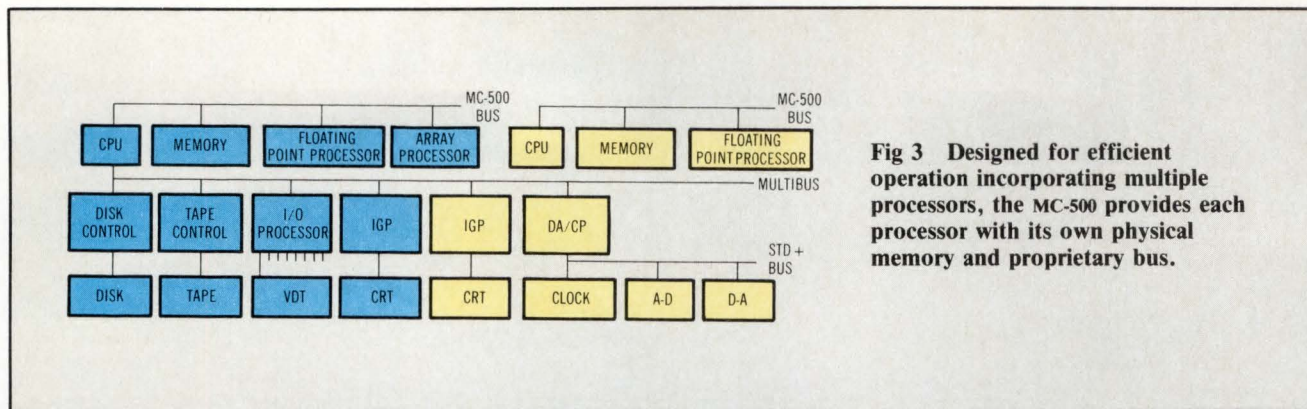 MC-500
BUS
MC-500
BUS
CPU
MEMORY
FLOATING
POINT PROCESSOR
ARRAY
PROCESSOR
CPU
MEMORY
FLOATING
POINT PROCESSOR
MULTIBUS
DISK
CONTROL
TAPE
CONTROL
I/O
PROCESSOR
IGP
IGP
DA/CP
STD +
BUS
DISK
TAPE
VDT
CRT
CRT
CLOCK
A-D
D-A
Fig 3 Designed for efficient
operation incorporating multiple
processors, the MC-500 provides each
processor with its own physical
memory and proprietary bus.